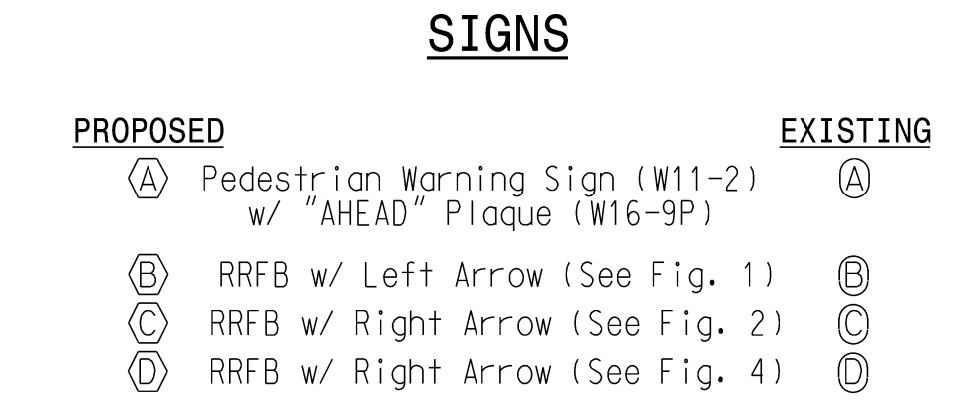 SIGNS
PROPOSED EXISTING
A Pedestrian Warning Sign (W11-2) A
w/ "AHEAD" Plaque (W16-9P)
B RRFB w/ Left Arrow (See Fig. 1) B
C RRFB w/ Right Arrow (See Fig. 2) C
D RRFB w/ Right Arrow (See Fig. 4) D